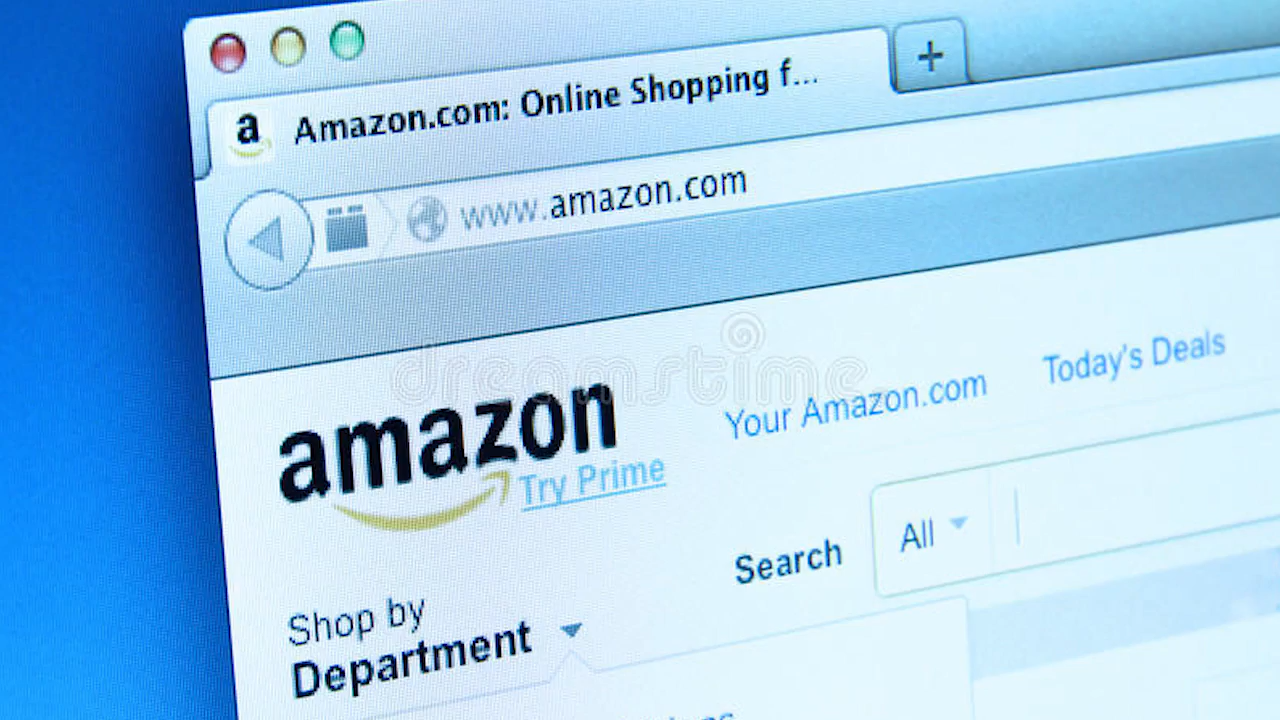 a Amazon.com: Online Shopping f...
+
www.amazon.com
dreamstime.
amazon
Try Prime
Your Amazon.com
Today's Deals
Search
All
Shop by
Department